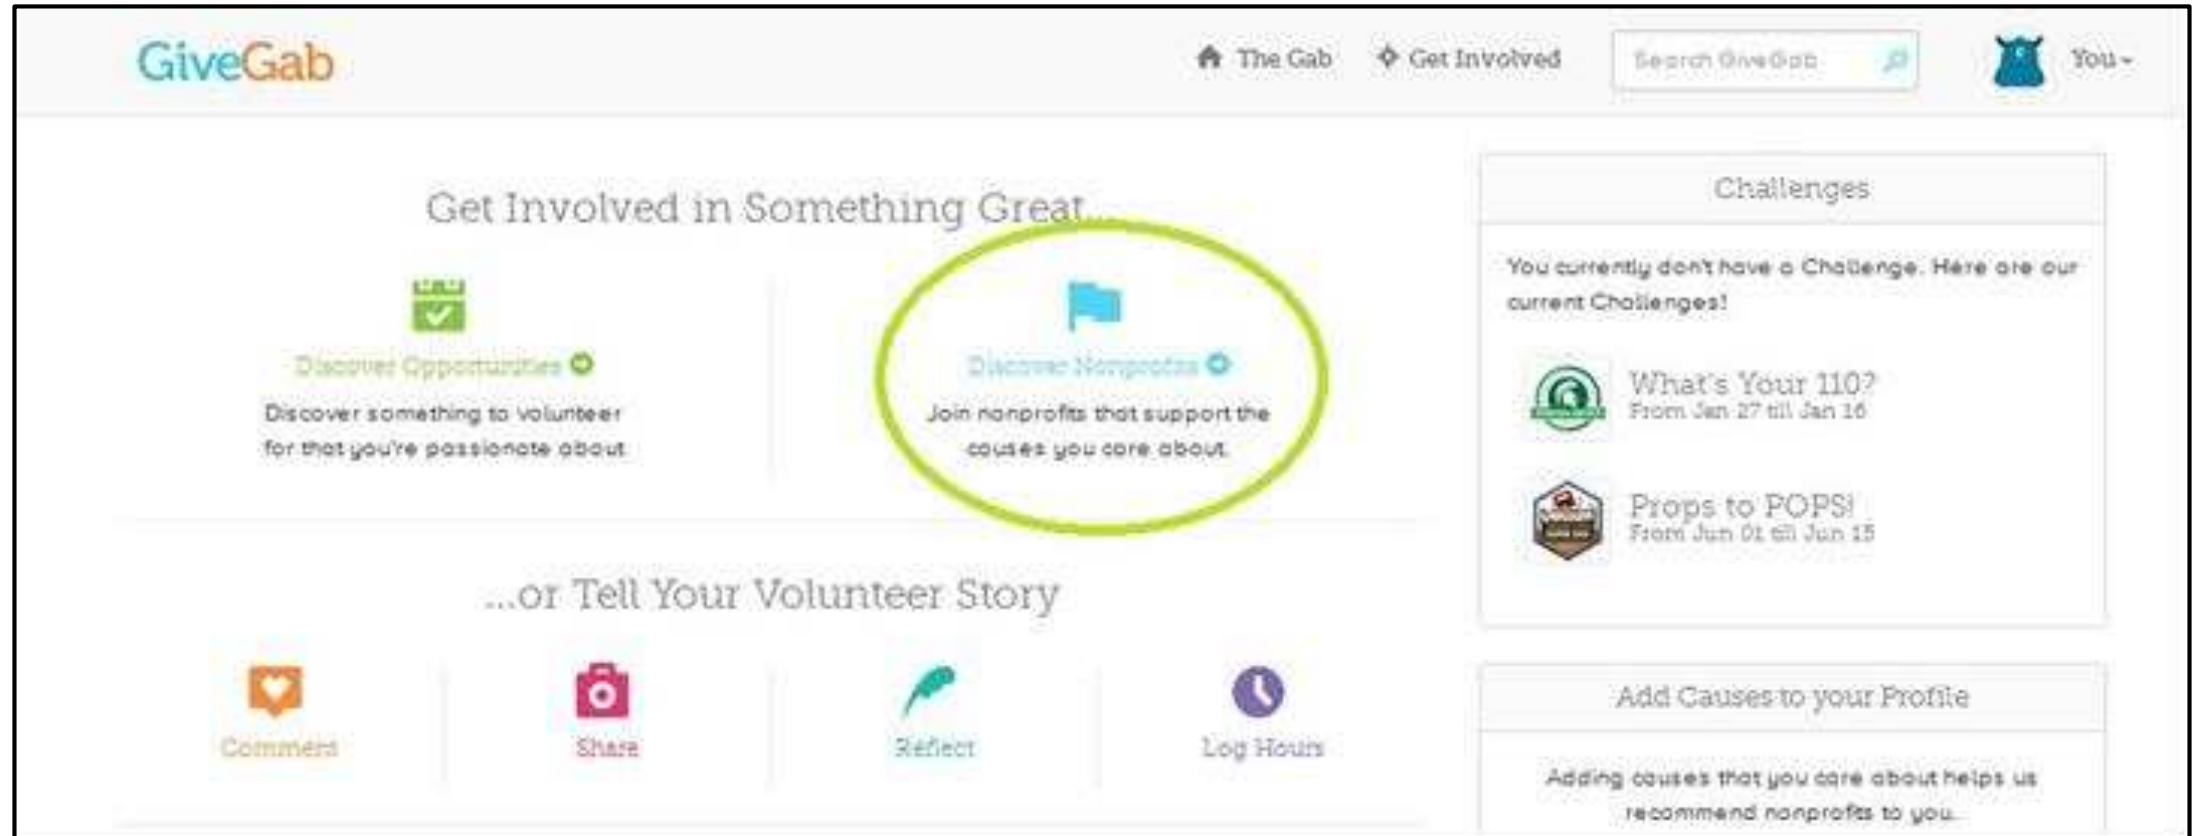 GiveGab
The Gab
Get Involved
Search GiveGab
You
Get Involved in Something Great...
Discover Opportunities
Discover something to volunteer
for that you're passionate about
Discover Nonprofits
Join nonprofits that support the
causes you care about.
...or Tell Your Volunteer Story
Comment
Share
Reflect
Log Hours
Challenges
You currently don't have a Challenge. Here are our
current Challenges!
What's Your 110?
From Jan 27 till Jan 16
Props to POPS!
From Jun 01 till Jun 15
Add Causes to your Profile
Adding causes that you care about helps us
recommend nonprofits to you.